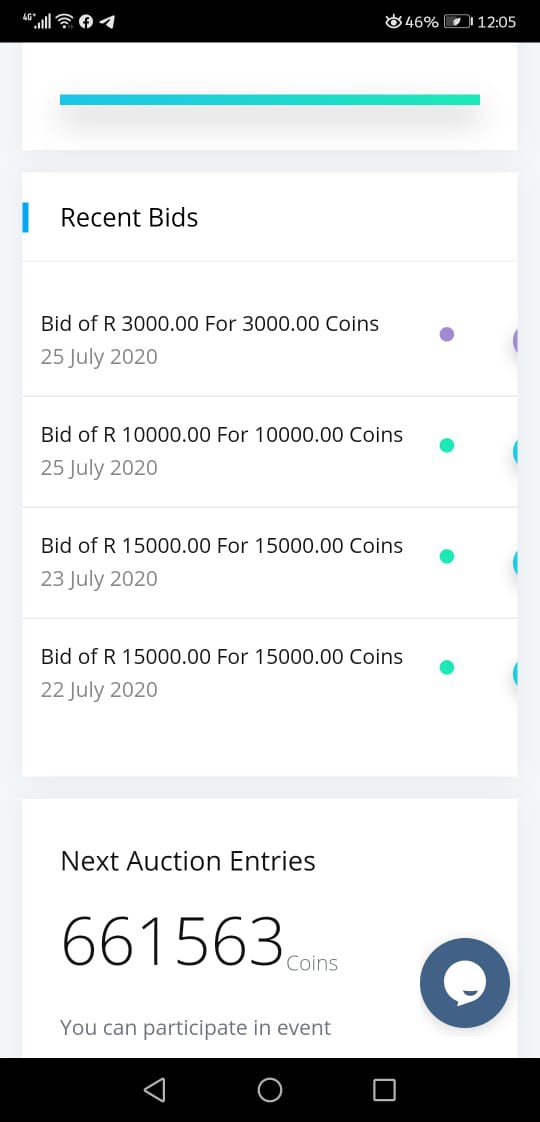 4G+ 46% 12:05
Recent Bids
Bid of R 3000.00 For 3000.00 Coins
25 July 2020
Bid of R 10000.00 For 10000.00 Coins
25 July 2020
Bid of R 15000.00 For 15000.00 Coins
23 July 2020
Bid of R 15000.00 For 15000.00 Coins
22 July 2020
Next Auction Entries
661563 Coins
You can participate in event